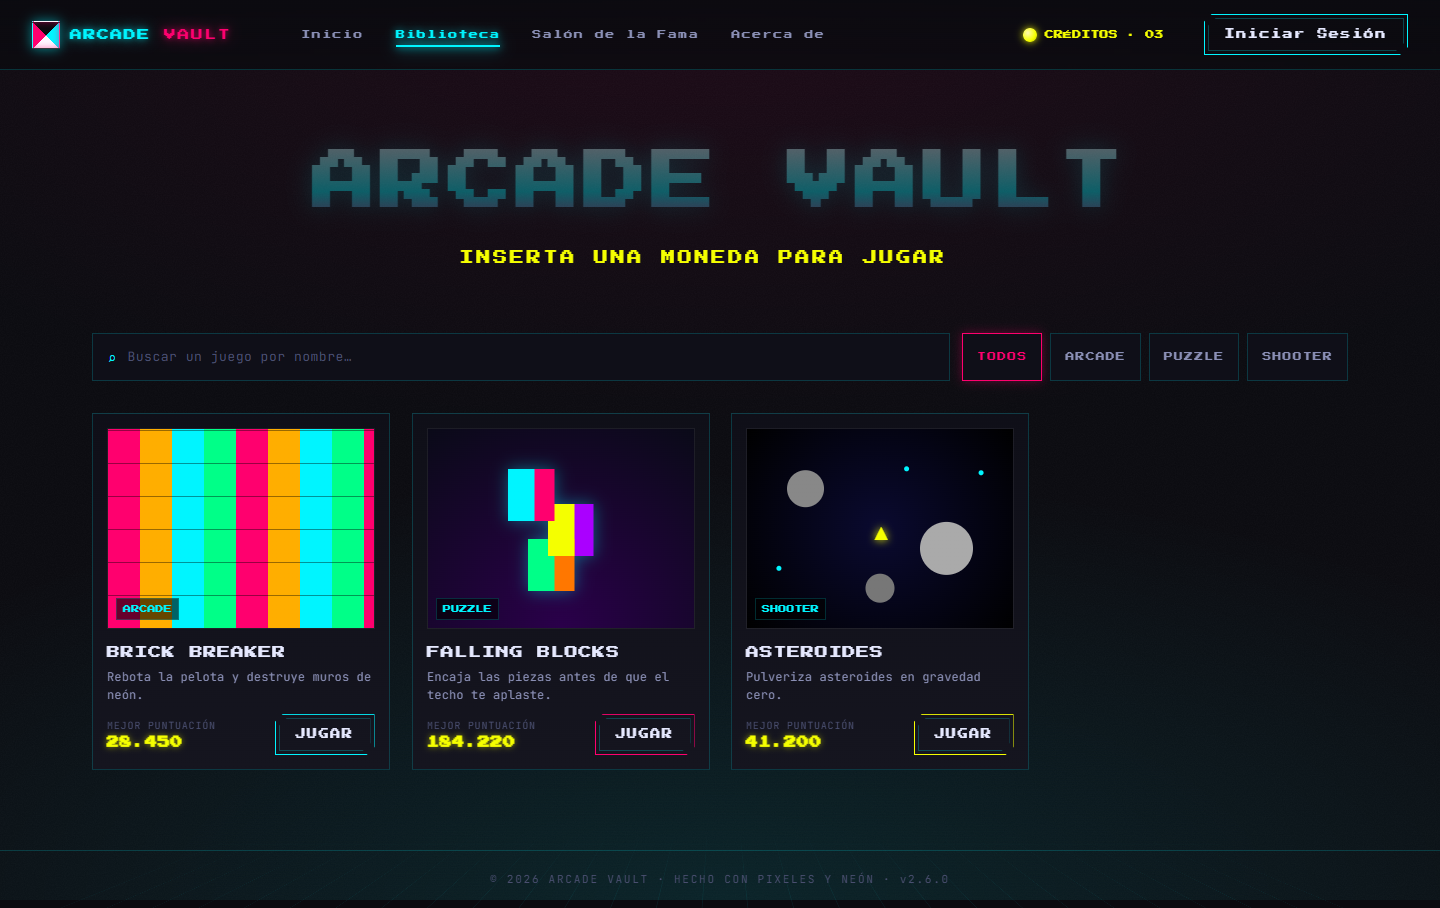 ARCADE VAULT
Inicio
Biblioteca
Salón de la Fama
Acerca de
CRéDITOS · 03
Iniciar Sesión
ARCADE VAULT
INSERTA UNA MONEDA PARA JUGAR
Buscar un juego por nombre…
TODOS
ARCADE
PUZZLE
SHOOTER
ARCADE
BRICK BREAKER
Rebota la pelota y destruye muros de
neón.
MEJOR PUNTUACIÓN
28.450
JUGAR
PUZZLE
FALLING BLOCKS
Encaja las piezas antes de que el
techo te aplaste.
MEJOR PUNTUACIÓN
184.220
JUGAR
SHOOTER
ASTEROIDES
Pulveriza asteroides en gravedad
cero.
MEJOR PUNTUACIÓN
41.200
JUGAR
© 2026 ARCADE VAULT · HECHO CON PIXELES Y NEÓN · v2.6.0